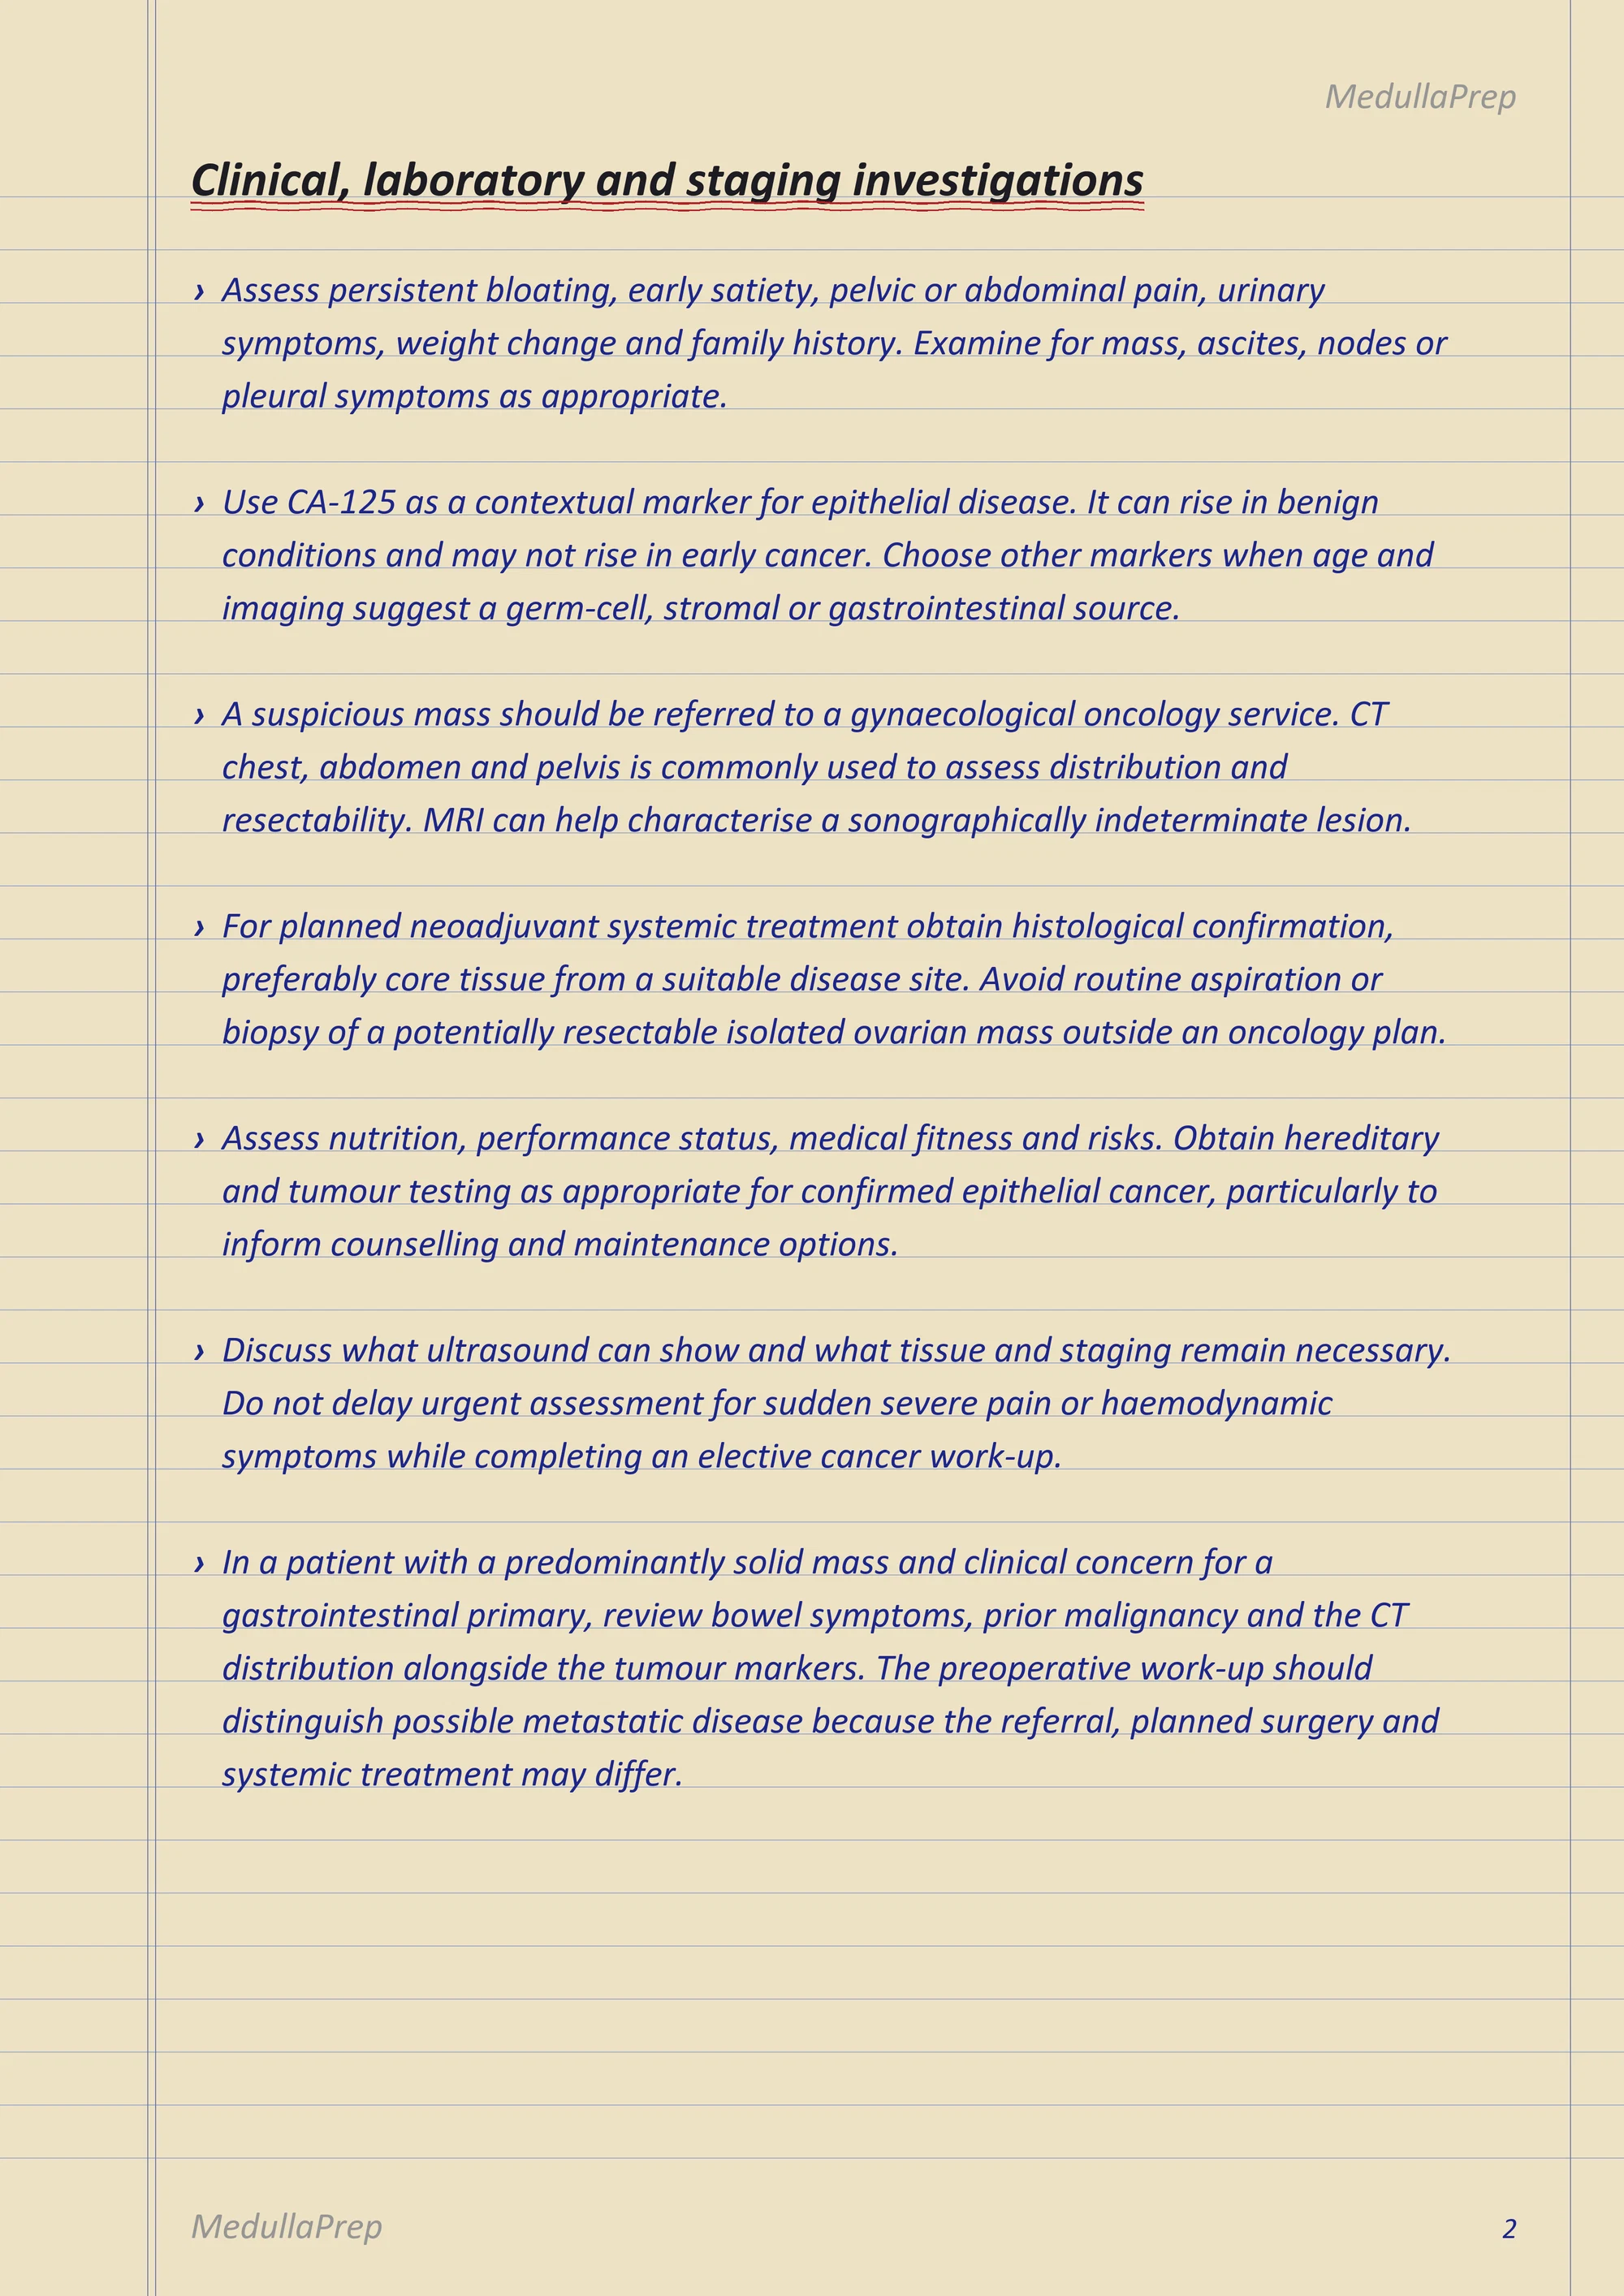 MedullaPrep
Clinical, laboratory and staging investigations
› Assess persistent bloating, early satiety, pelvic or abdominal pain, urinary
symptoms, weight change and family history. Examine for mass, ascites, nodes or
pleural symptoms as appropriate.
› Use CA-125 as a contextual marker for epithelial disease. It can rise in benign
conditions and may not rise in early cancer. Choose other markers when age and
imaging suggest a germ-cell, stromal or gastrointestinal source.
› A suspicious mass should be referred to a gynaecological oncology service. CT
chest, abdomen and pelvis is commonly used to assess distribution and
resectability. MRI can help characterise a sonographically indeterminate lesion.
› For planned neoadjuvant systemic treatment obtain histological confirmation,
preferably core tissue from a suitable disease site. Avoid routine aspiration or
biopsy of a potentially resectable isolated ovarian mass outside an oncology plan.
› Assess nutrition, performance status, medical fitness and risks. Obtain hereditary
and tumour testing as appropriate for confirmed epithelial cancer, particularly to
inform counselling and maintenance options.
› Discuss what ultrasound can show and what tissue and staging remain necessary.
Do not delay urgent assessment for sudden severe pain or haemodynamic
symptoms while completing an elective cancer work-up.
› In a patient with a predominantly solid mass and clinical concern for a
gastrointestinal primary, review bowel symptoms, prior malignancy and the CT
distribution alongside the tumour markers. The preoperative work-up should
distinguish possible metastatic disease because the referral, planned surgery and
systemic treatment may differ.
MedullaPrep
2